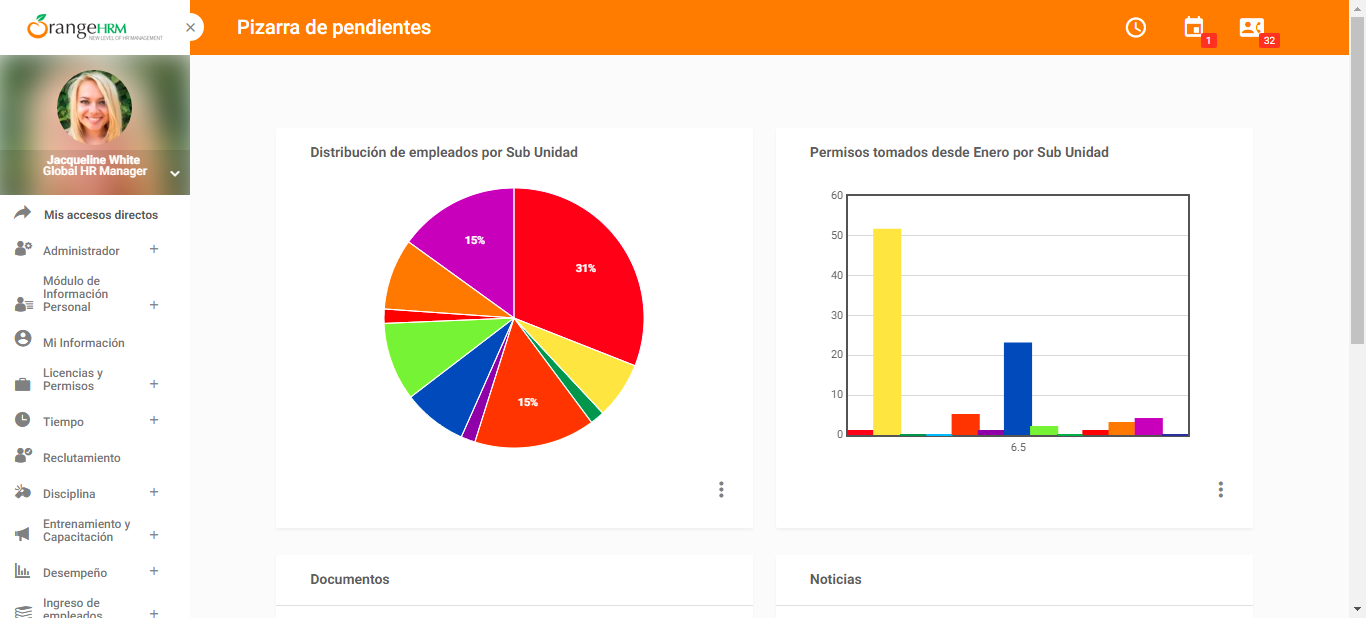 OrangeHRM
NEW LEVEL OF HR MANAGEMENT
Pizarra de pendientes
1
32
Jacqueline White
Global HR Manager
Mis accesos directos
Administrador
Módulo de
Información
Personal
Mi Información
Licencias y
Permisos
Tiempo
Reclutamiento
Disciplina
Entrenamiento y
Capacitación
Desempeño
Ingreso de
empleados
Distribución de empleados por Sub Unidad
15%
31%
15%
Permisos tomados desde Enero por Sub Unidad
60
50
40
30
20
10
0
6.5
Documentos
Noticias